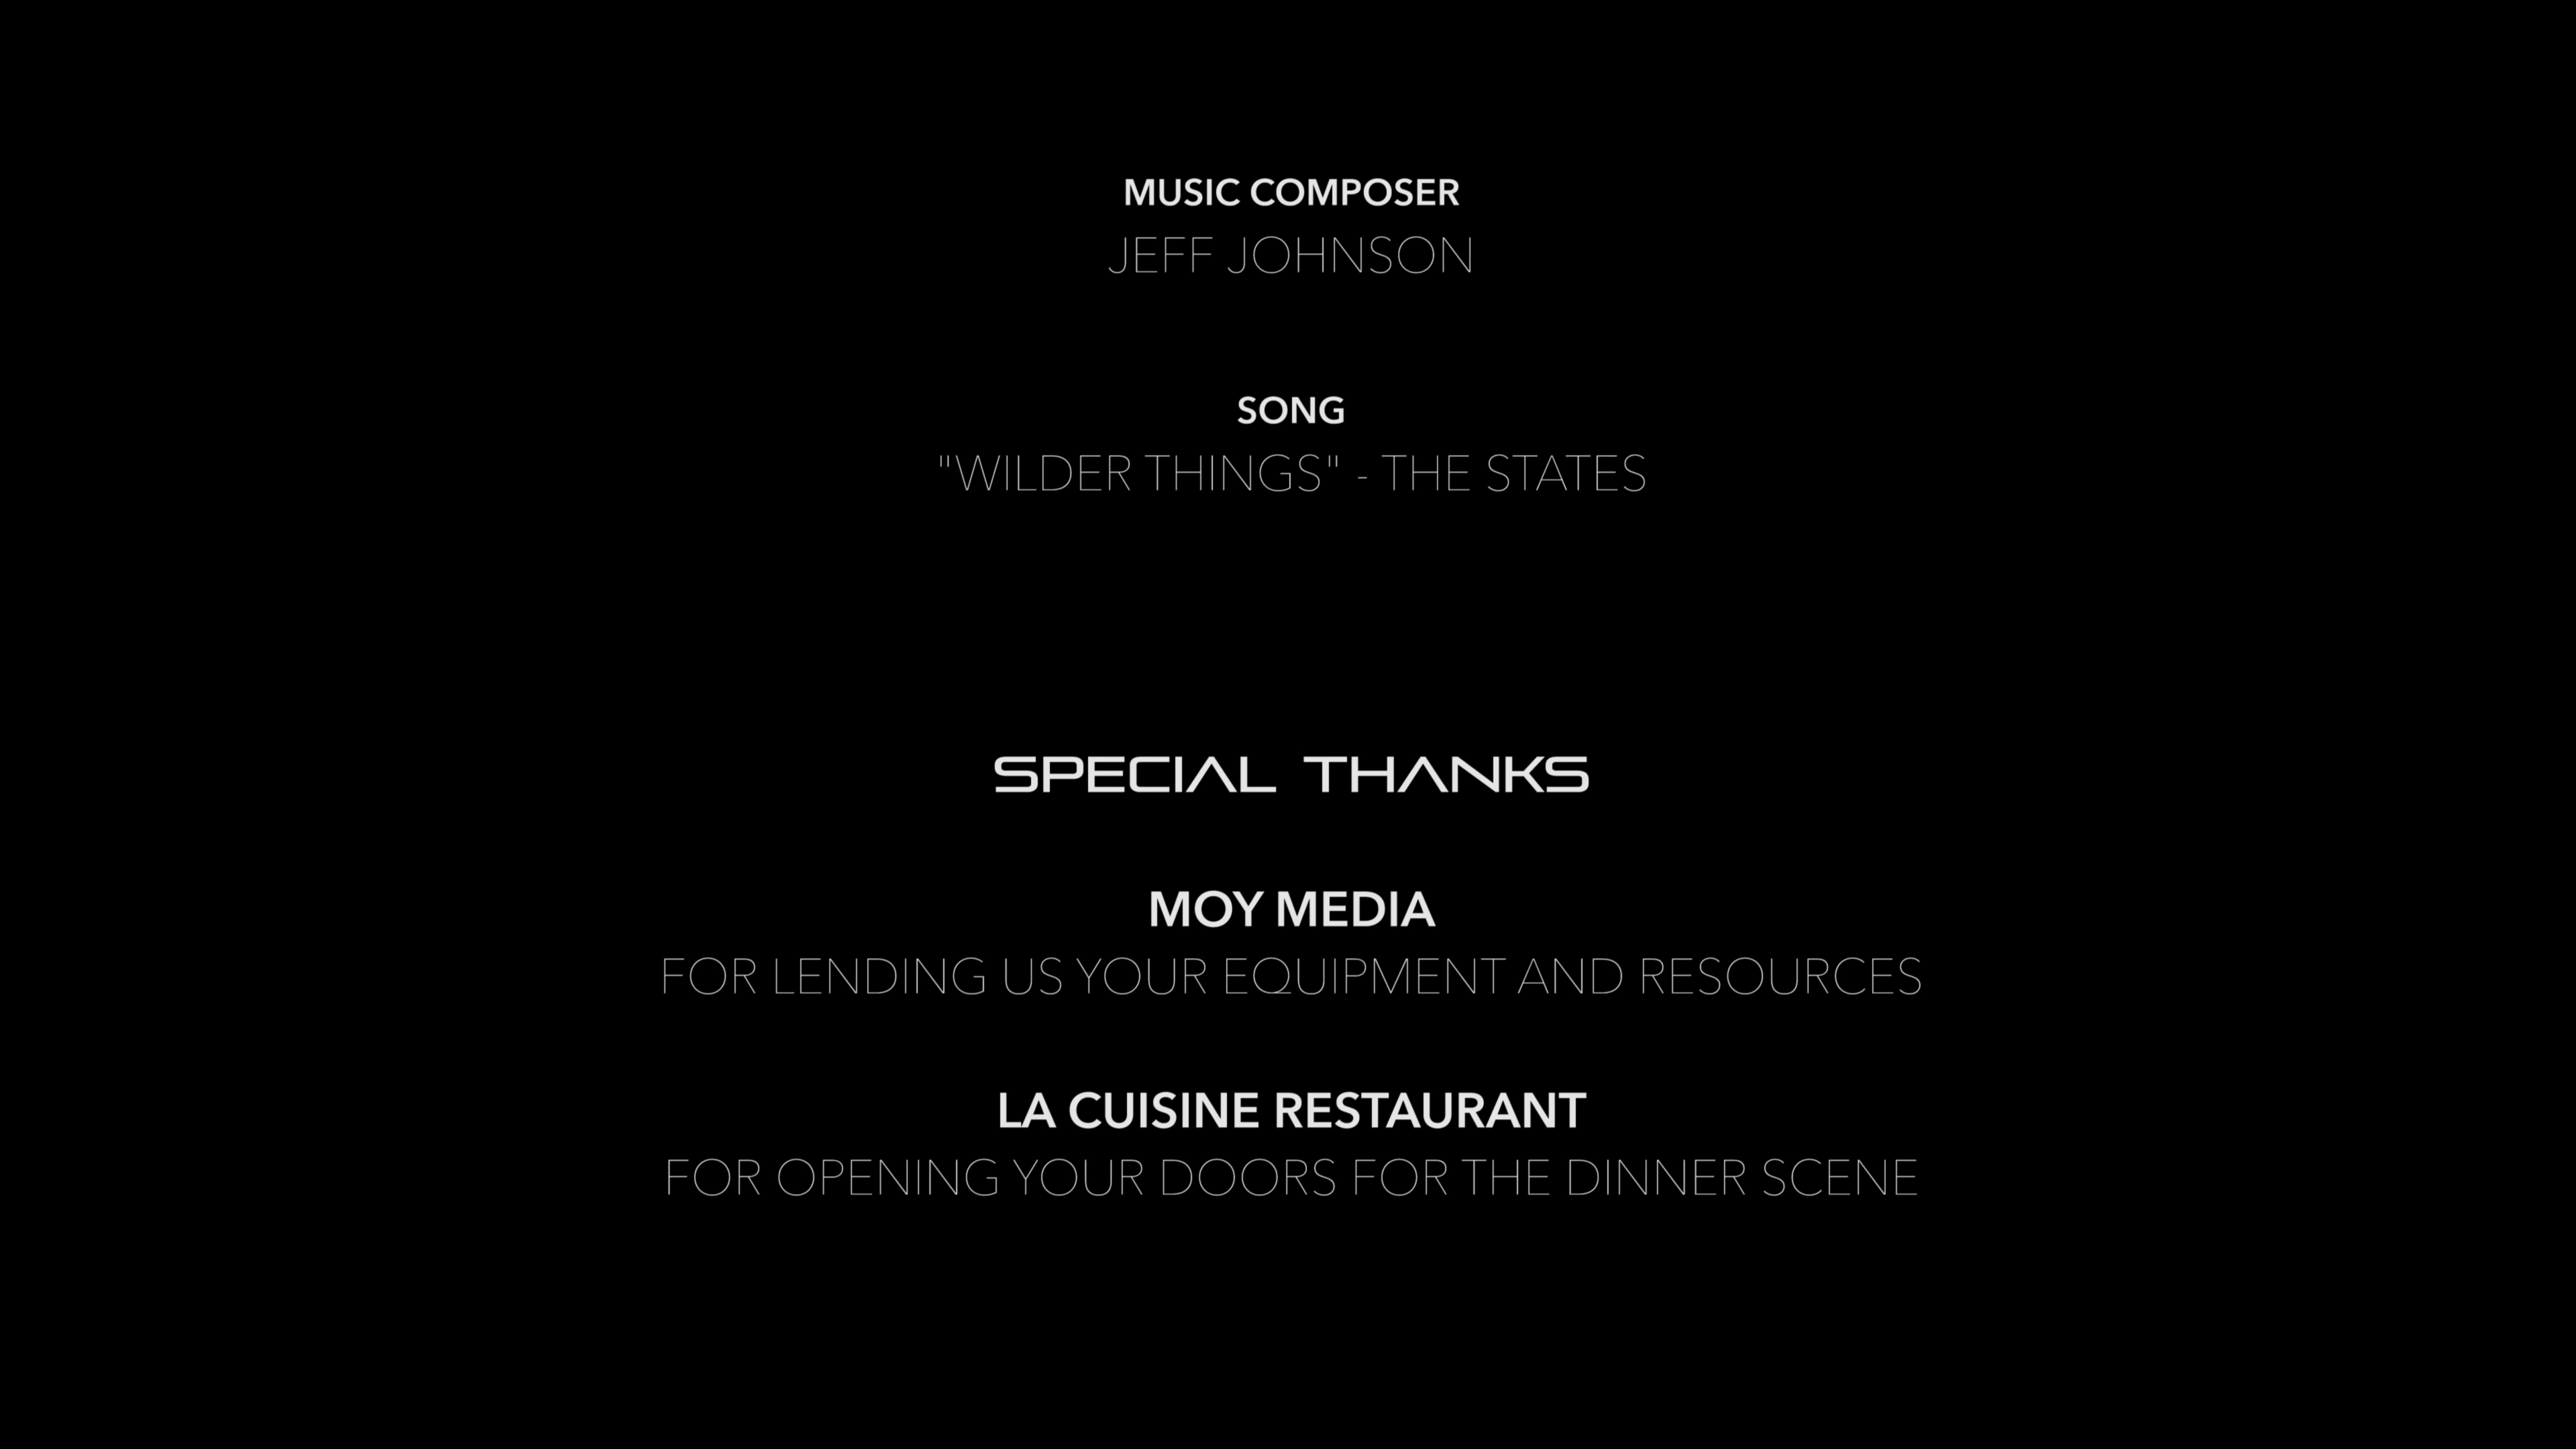 MUSIC COMPOSER
JEFF JOHNSON
SONG
"WILDER THINGS" - THE STATES
SPECIAL THANKS
MOY MEDIA
FOR LENDING US YOUR EQUIPMENT AND RESOURCES
LA CUISINE RESTAURANT
FOR OPENING YOUR DOORS FOR THE DINNER SCENE